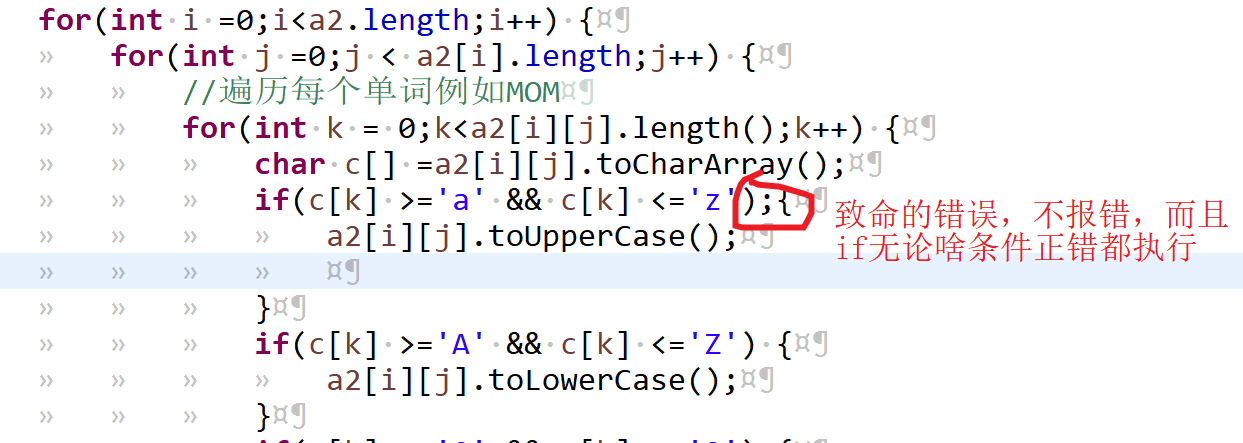 for(int i =0;i<a2.length;i++) {
for(int j =0;j < a2[i].length;j++) {
//遍历每个单词例如MOM
for(int k = 0;k<a2[i][j].length();k++) {
char c[] =a2[i][j].toCharArray();
if(c[k] >='a' && c[k] <='z');{
致命的错误，不报错，而且
if无论啥条件正错都执行
a2[i][j].toUpperCase();
}
if(c[k] >='A' && c[k] <='Z') {
a2[i][j].toLowerCase();
}